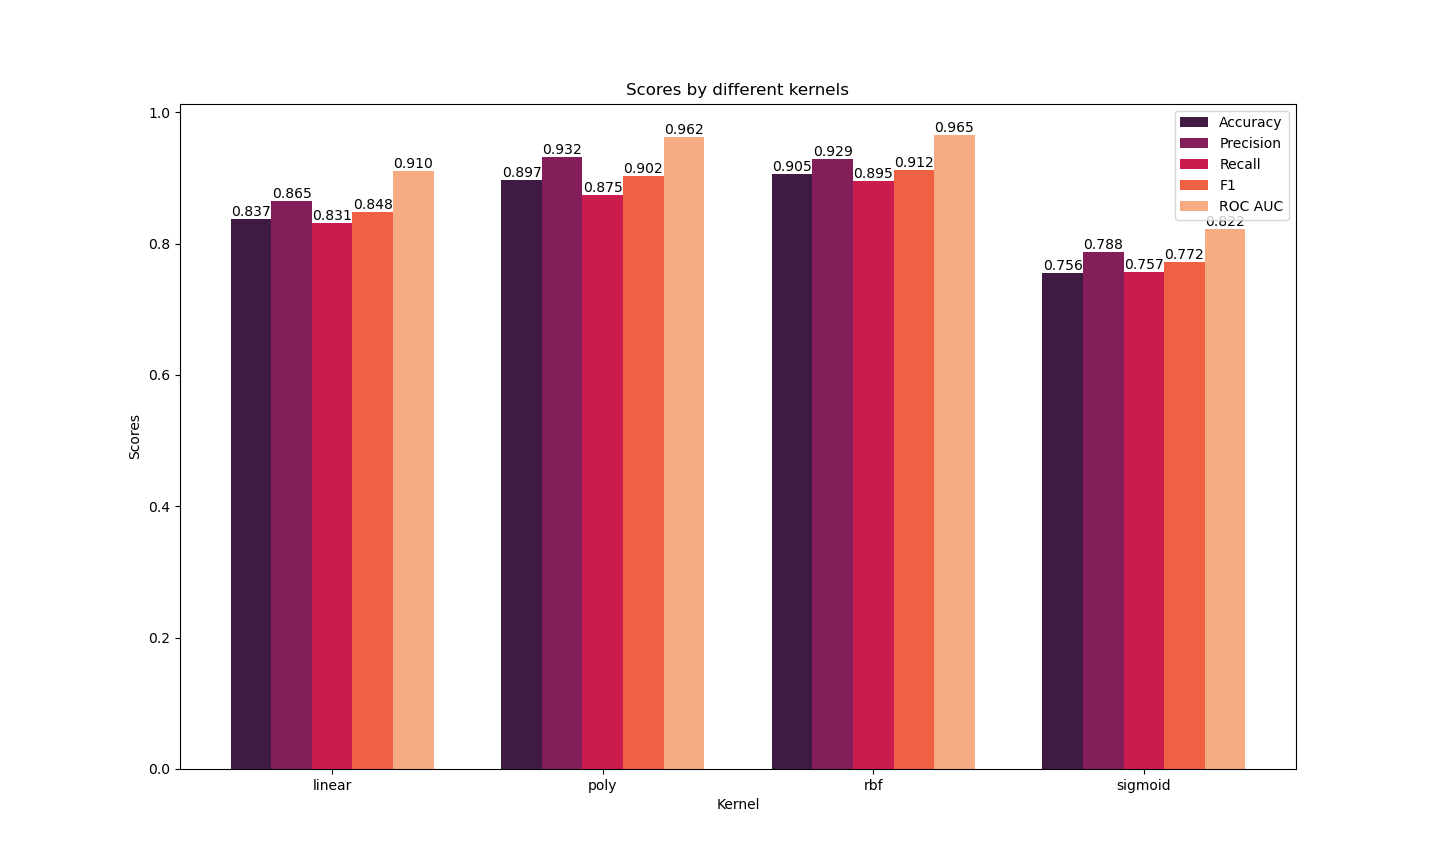 Scores by different kernels
Scores
1.0
0.8
0.6
0.4
0.2
0.0
0.837
0.865
0.831
0.848
0.910
0.897
0.932
0.875
0.902
0.962
0.905
0.929
0.895
0.912
0.965
0.756
0.788
0.757
0.772
0.822
Accuracy
Precision
Recall
F1
ROC AUC
linear
poly
rbf
sigmoid
Kernel